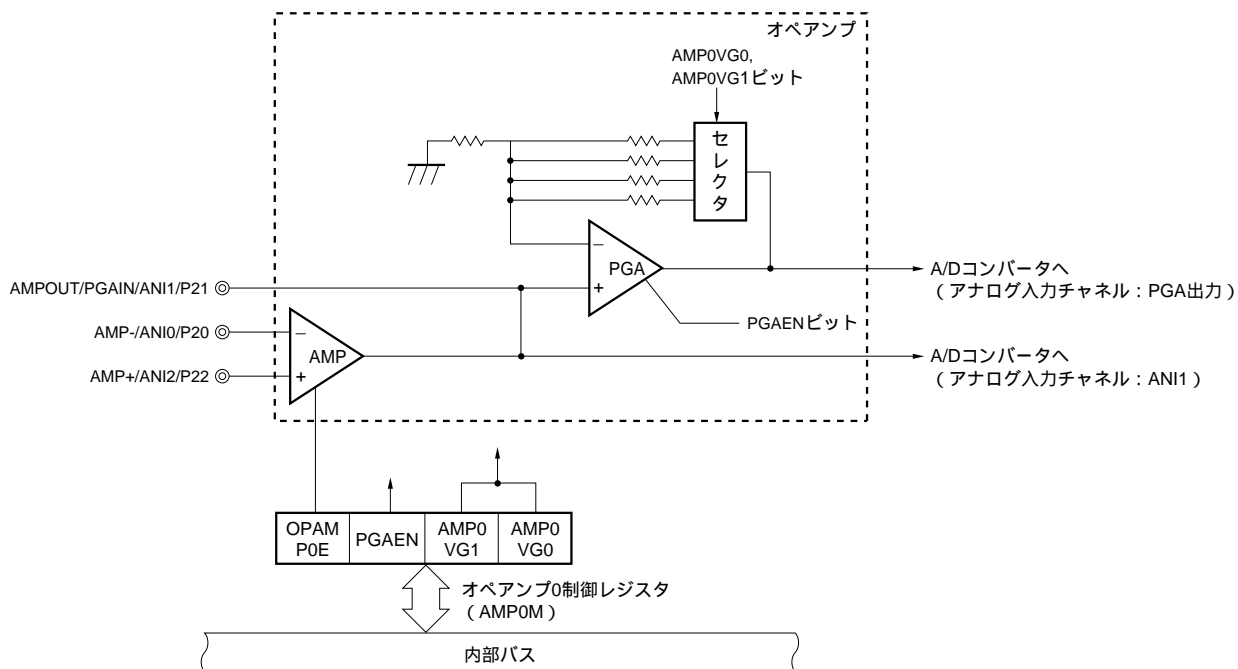 オペアンプ
AMP0VG0,
AMP0VG1ビット
セレクタ
－
PGA
＋
A/Dコンバータへ
（アナログ入力チャネル：PGA出力）
AMPOUT/PGAIN/ANI1/P21
PGAENビット
AMP-/ANI0/P20
－
AMP
＋
AMP+/ANI2/P22
A/Dコンバータへ
（アナログ入力チャネル：ANI1）
OPAM
P0E
PGAEN
AMP0
VG1
AMP0
VG0
オペアンプ0制御レジスタ
（AMP0M）
内部バス